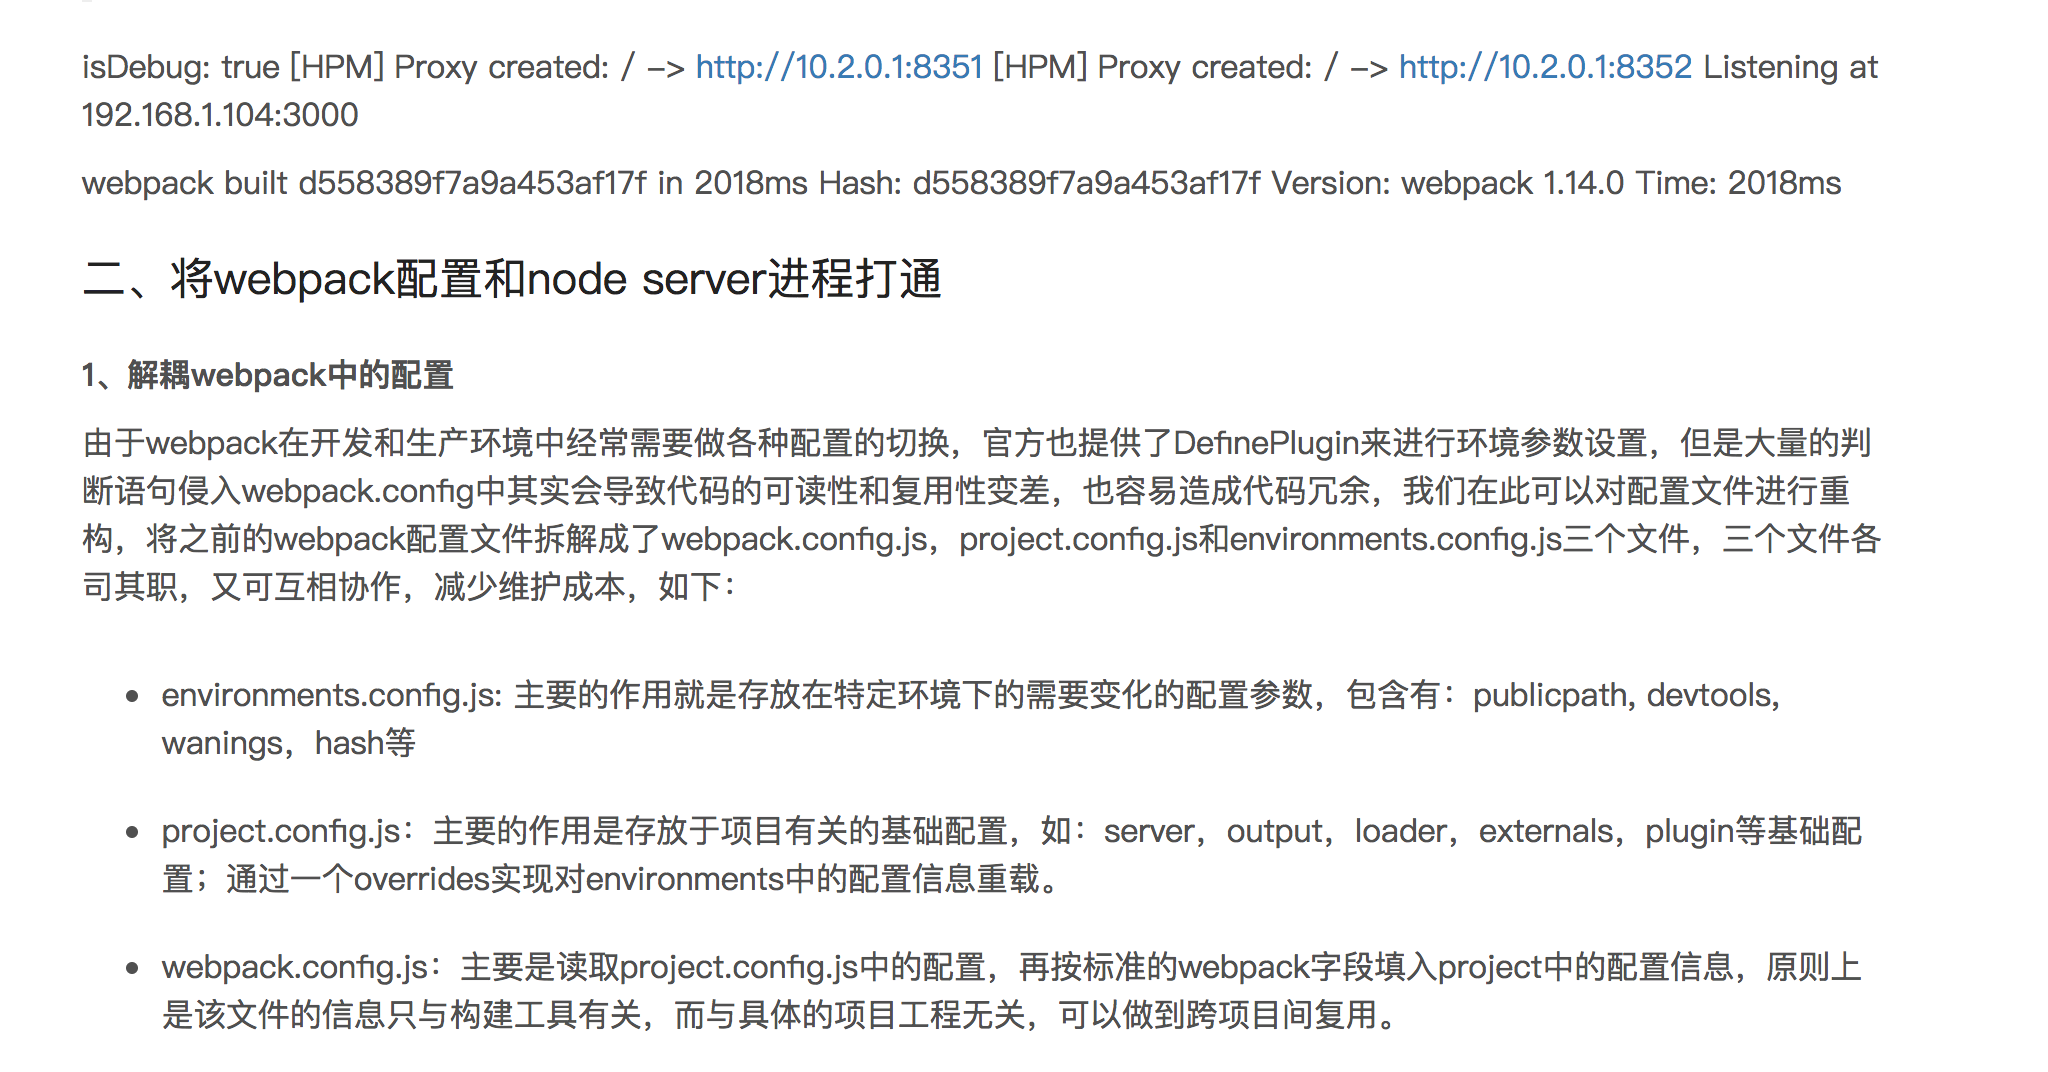 isDebug: true [HPM] Proxy created: / –> http://10.2.0.1:8351 [HPM] Proxy created: / –> http://10.2.0.1:8352 Listening at
192.168.1.104:3000
webpack built d558389f7a9a453af17f in 2018ms Hash: d558389f7a9a453af17f Version: webpack 1.14.0 Time: 2018ms
二、将webpack配置和node server进程打通
1、解耦webpack中的配置
由于webpack在开发和生产环境中经常需要做各种配置的切换，官方也提供了DefinePlugin来进行环境参数设置，但是大量的判
断语句侵入webpack.config中其实会导致代码的可读性和复用性变差，也容易造成代码冗余，我们在此可以对配置文件进行重
构，将之前的webpack配置文件拆解成了webpack.config.js，project.config.js和environments.config.js三个文件，三个文件各
司其职，又可互相协作，减少维护成本，如下：
• environments.config.js: 主要的作用就是存放在特定环境下的需要变化的配置参数，包含有：publicpath, devtools,
wanings，hash等
• project.config.js：主要的作用是存放于项目有关的基础配置，如：server，output，loader，externals，plugin等基础配
置；通过一个overrides实现对environments中的配置信息重载。
• webpack.config.js：主要是读取project.config.js中的配置，再按标准的webpack字段填入project中的配置信息，原则上
是该文件的信息只与构建工具有关，而与具体的项目工程无关，可以做到跨项目间复用。